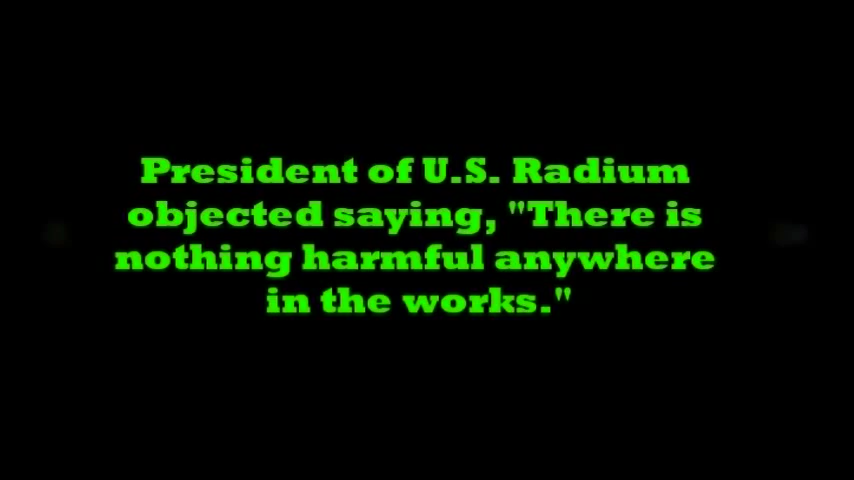 President of U.S. Radium
objected saying, "There is
nothing harmful anywhere
in the works."